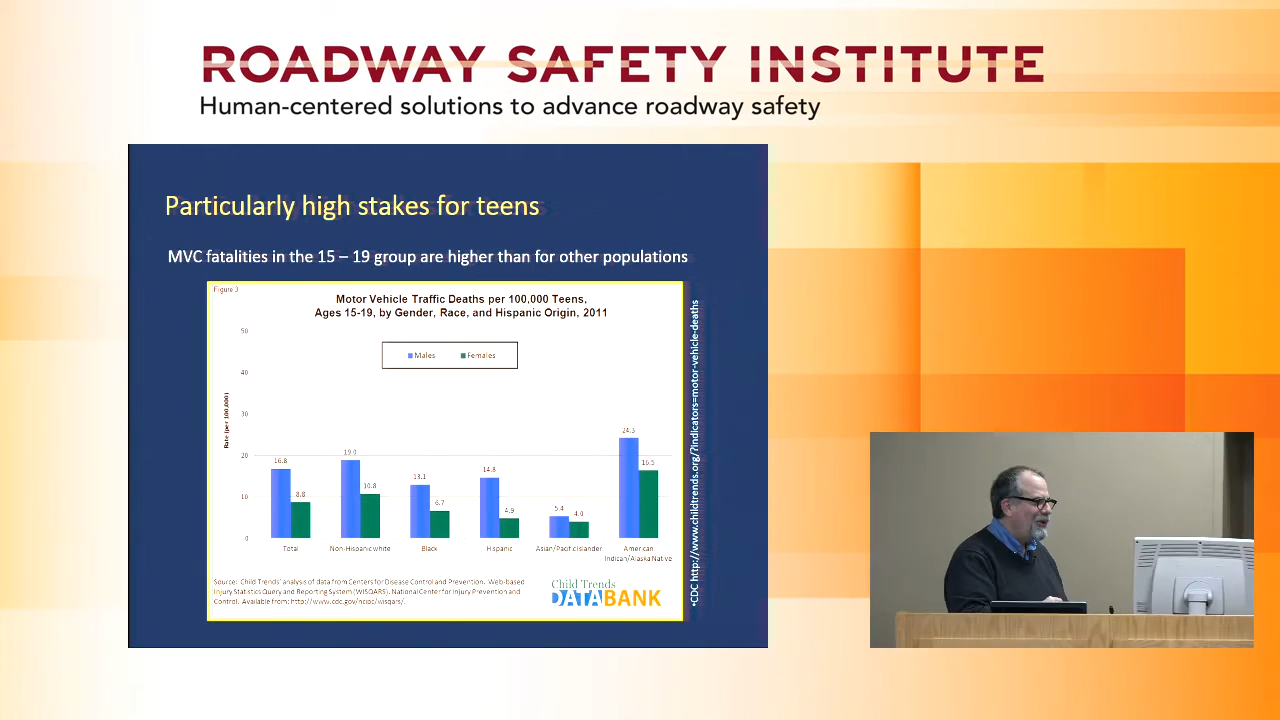 ROADWAY SAFETY INSTITUTE
Human-centered solutions to advance roadway safety
Particularly high stakes for teens
MVC fatalities in the 15 – 19 group are higher than for other populations
Figure 3
Motor Vehicle Traffic Deaths per 100,000 Teens,
Ages 15-19, by Gender, Race, and Hispanic Origin, 2011
Males Females
Rate (per 100,000)
50
40
30
20
10
0
16.8
8.8
19.0
10.8
13.1
6.7
14.8
4.9
5.4
4.0
24.3
16.5
Total
Non-Hispanic white
Black
Hispanic
Asian/Pacific Islander
American
Indican/Alaska Native
Source: Child Trends' analysis of data from Centers for Disease Control and Prevention. Web-based
Injury Statistics Query and Reporting System (WISQARS). National Center for Injury Prevention and
Control. Available from: http://www.cdc.gov/ncipc/wisqars/.
Child Trends
DATABANK
•CDC http://www.childtrends.org/?indicators=motor-vehicle-deaths